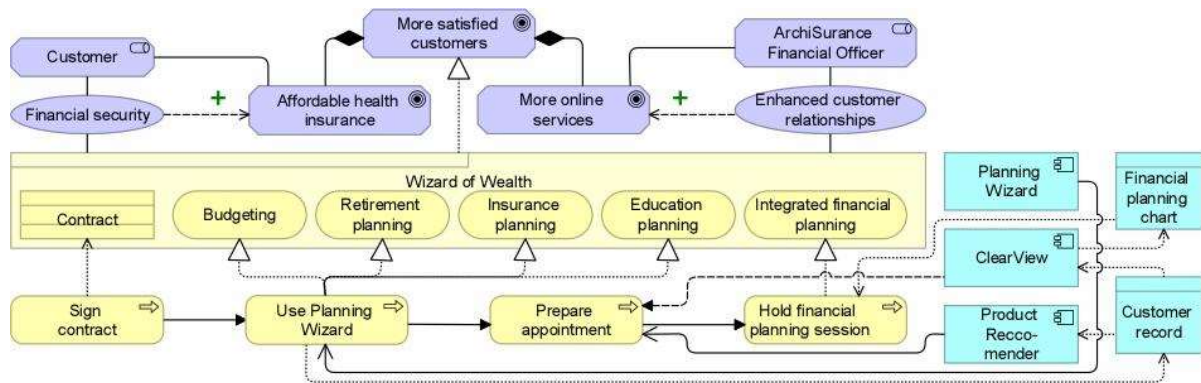 More satisfied
customers
Customer
ArchiSurance
Financial Officer
Financial security
+
Affordable health
insurance
More online
services
+
Enhanced customer
relationships
Wizard of Wealth
Contract
Budgeting
Retirement
planning
Insurance
planning
Education
planning
Integrated financial
planning
Planning
Wizard
Financial
planning
chart
ClearView
Sign
contract
Use Planning
Wizard
Prepare
appointment
Hold financial
planning session
Product
Recco-
mender
Customer
record